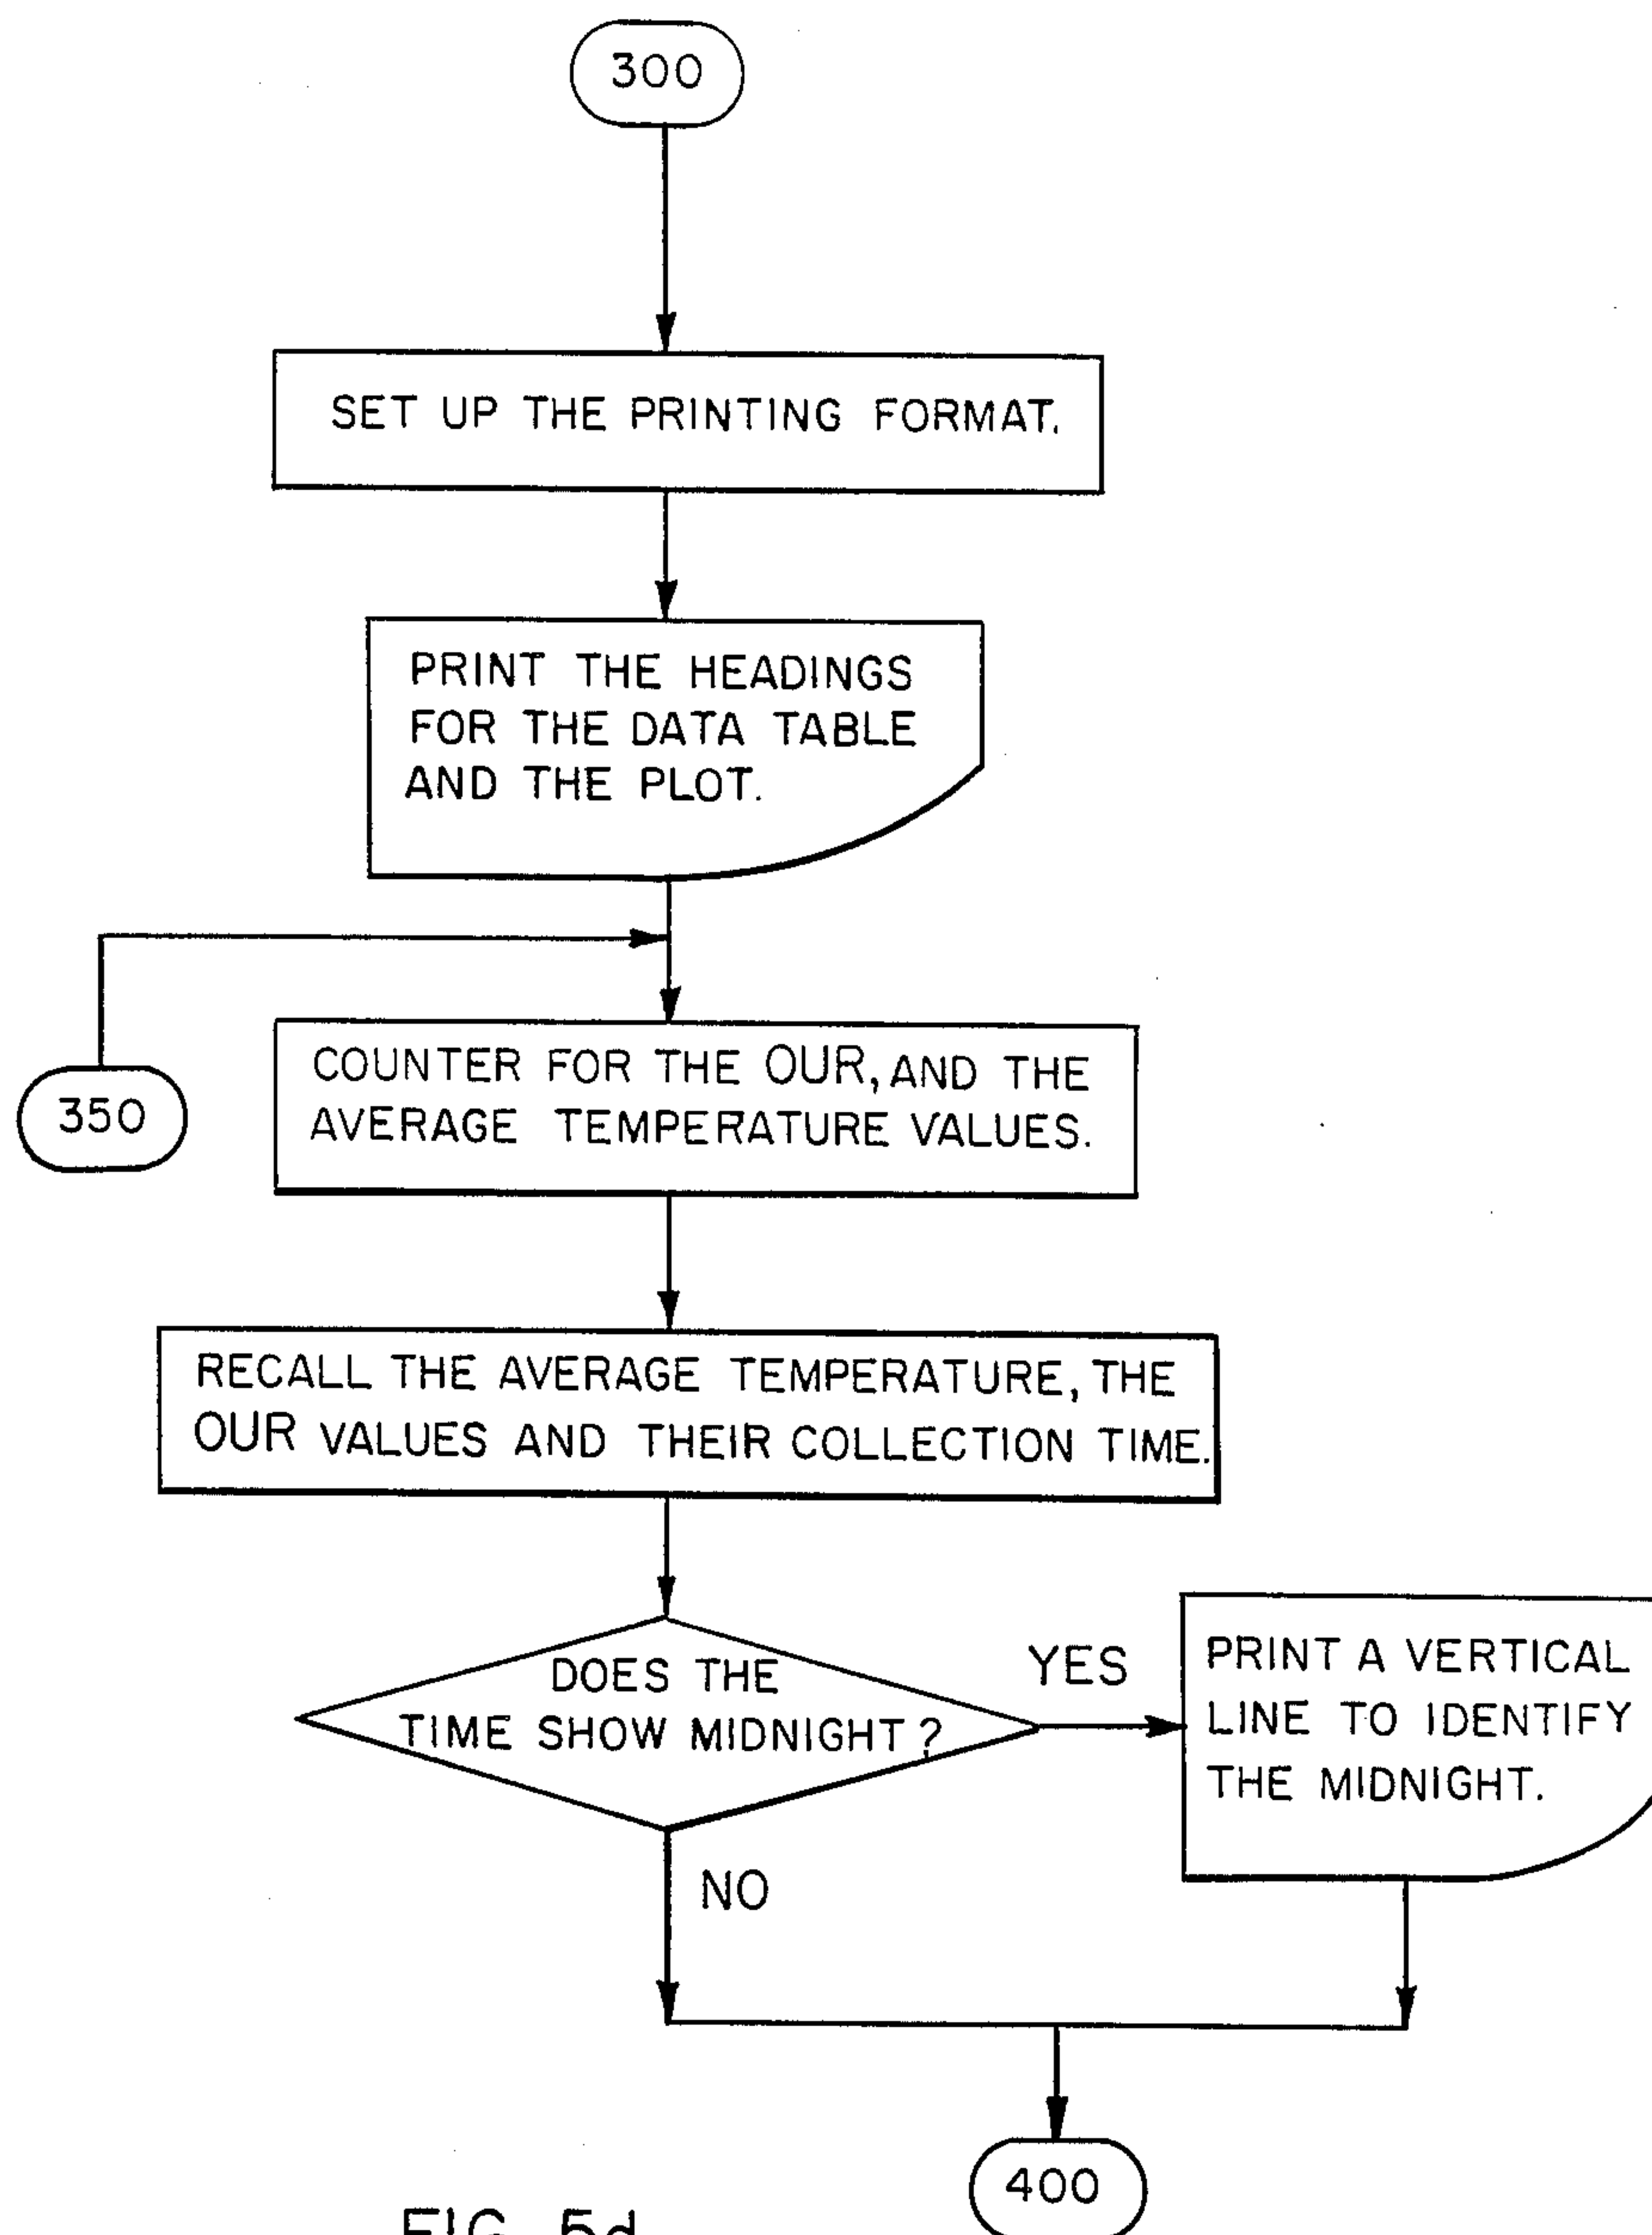 300
SET UP THE PRINTING FORMAT.
PRINT THE HEADINGS
FOR THE DATA TABLE
AND THE PLOT.
350
COUNTER FOR THE OUR, AND THE
AVERAGE TEMPERATURE VALUES.
RECALL THE AVERAGE TEMPERATURE, THE
OUR VALUES AND THEIR COLLECTION TIME.
DOES THE
TIME SHOW MIDNIGHT?
YES
PRINT A VERTICAL
LINE TO IDENTIFY
THE MIDNIGHT.
NO
400
FIG. 5d